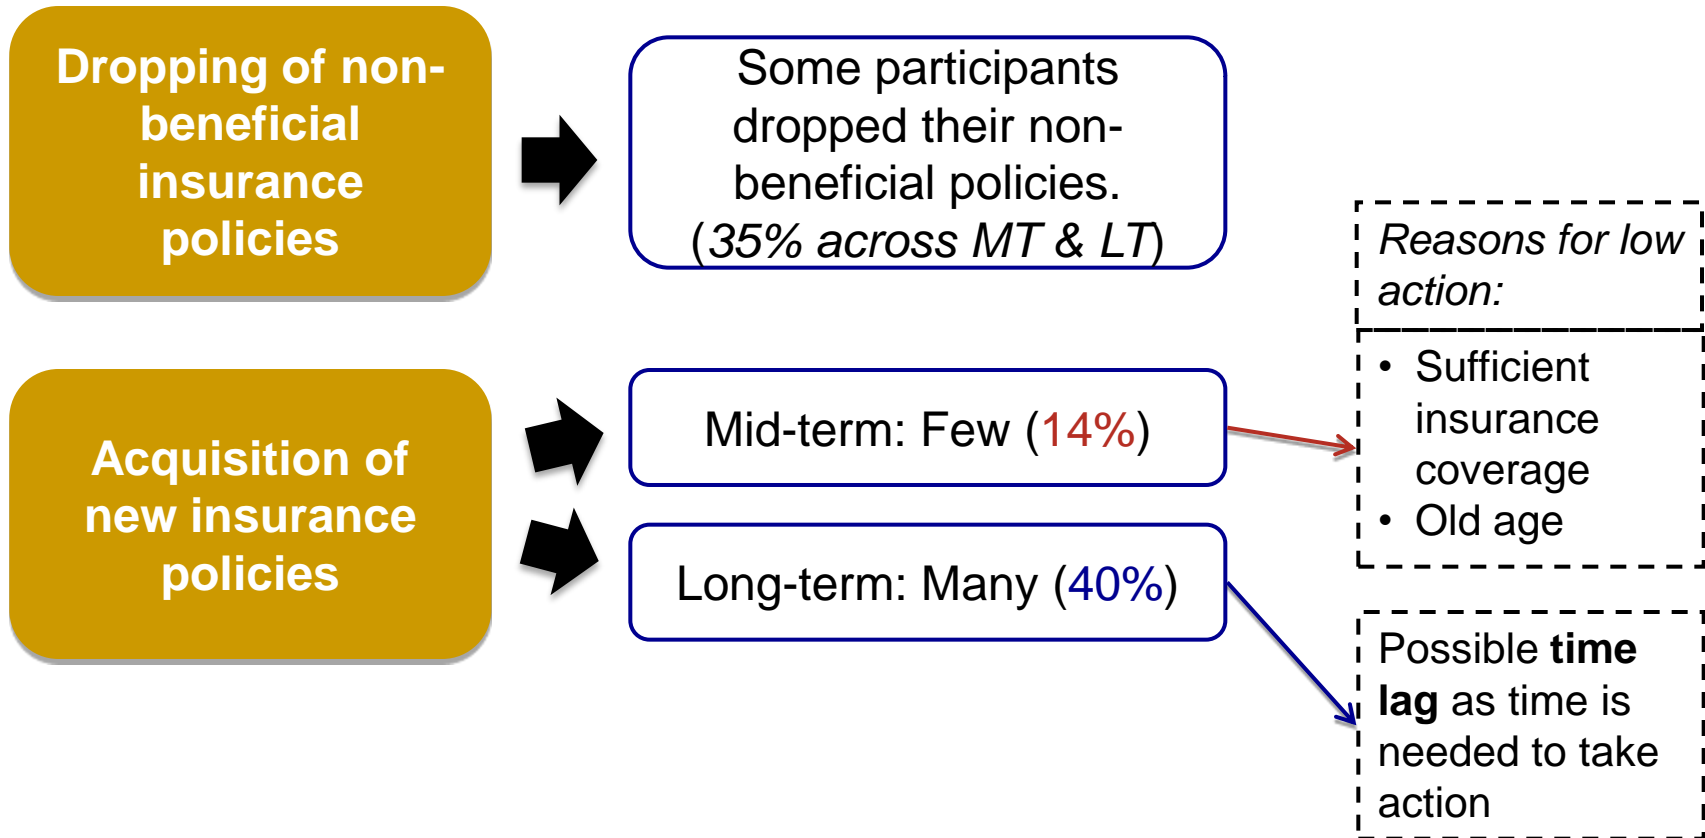 Dropping of non-
beneficial
insurance
policies
Some participants
dropped their non-
beneficial policies.
(35% across MT & LT)
Acquisition of
new insurance
policies
Mid-term: Few (14%)
Long-term: Many (40%)
Reasons for low
action:
• Sufficient
insurance
coverage
• Old age
Possible time
lag as time is
needed to take
action